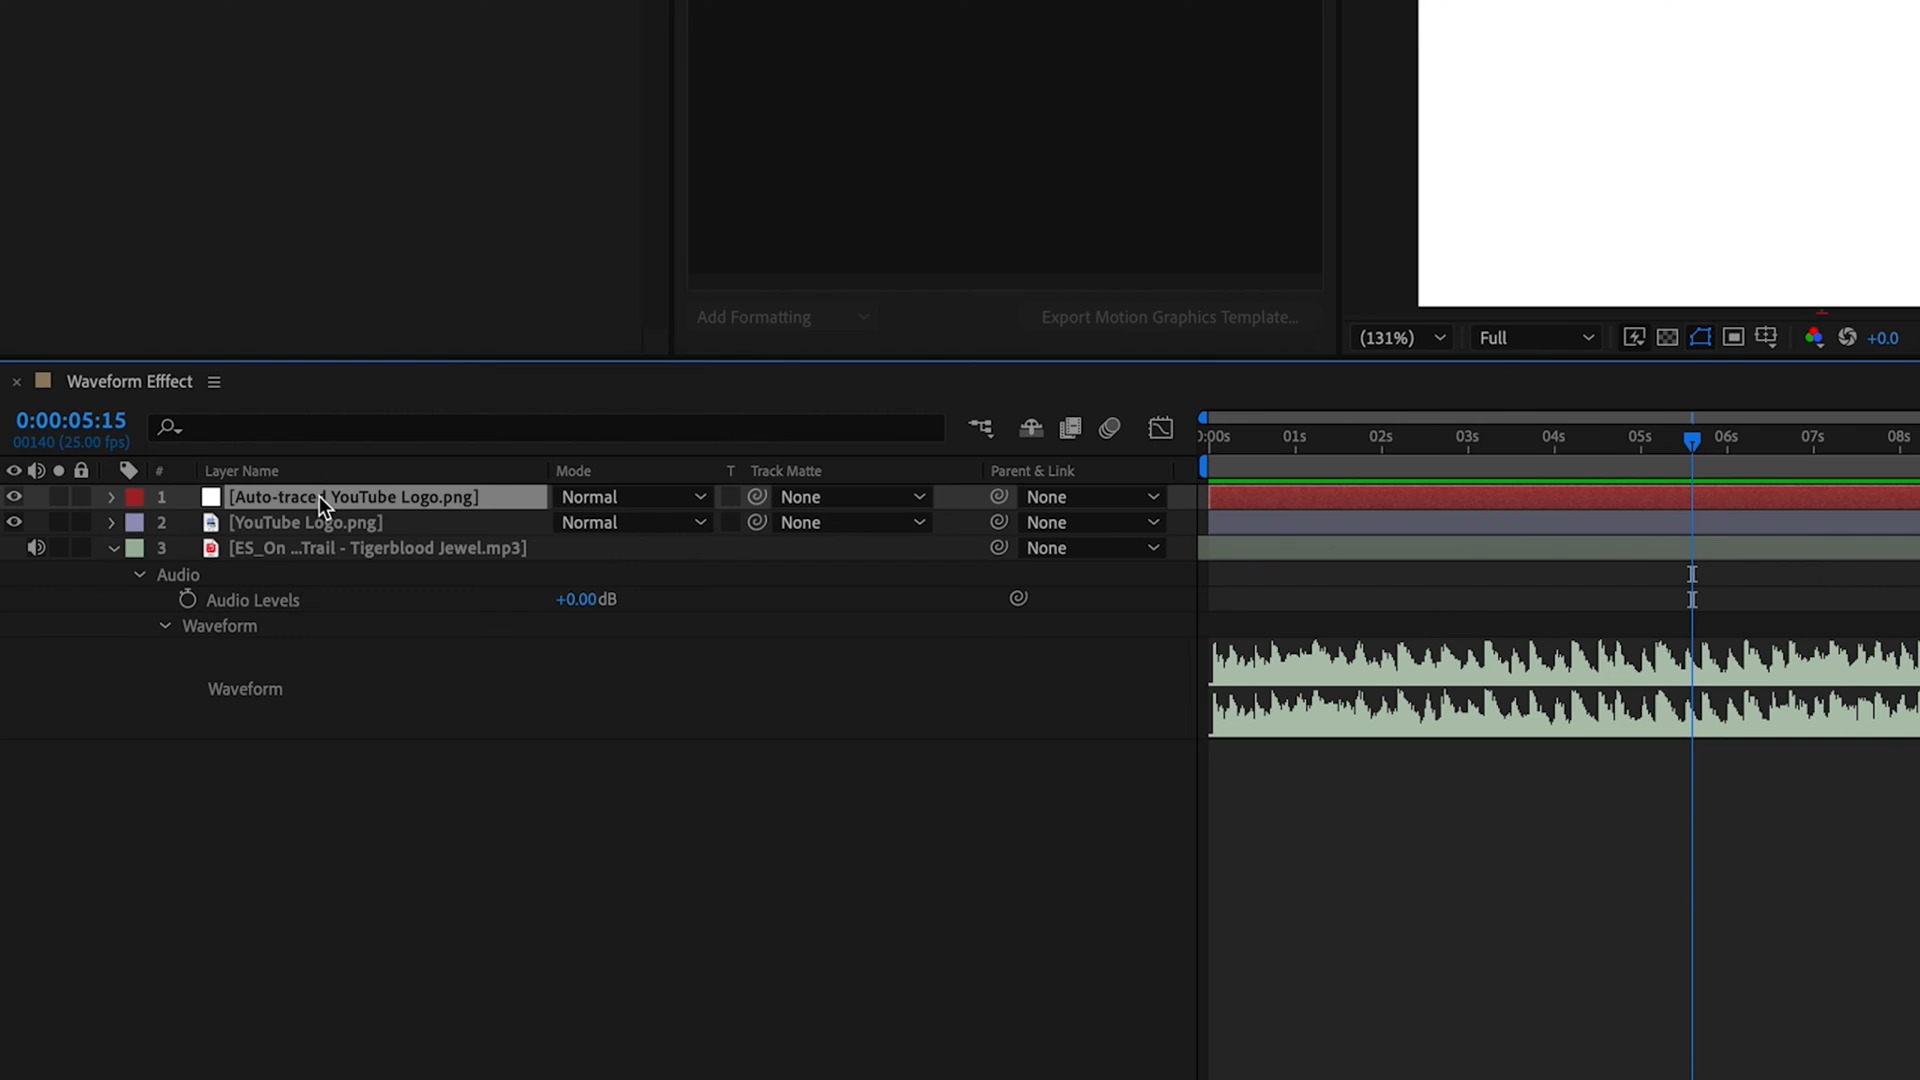 Add Formatting Export Motion Graphics Template...
(131%) Full +0.0
Waveform Efffect
0:00:05:15
00140 (25.00 fps)
0:00s 01s 02s 03s 04s 05s 06s 07s 08s
# Layer Name Mode T Track Matte Parent & Link
1 [Auto-traced YouTube Logo.png] Normal None None
2 [YouTube Logo.png] Normal None None
3 [ES_On ...Trail - Tigerblood Jewel.mp3] None
Audio
Audio Levels +0.00 dB
Waveform
Waveform